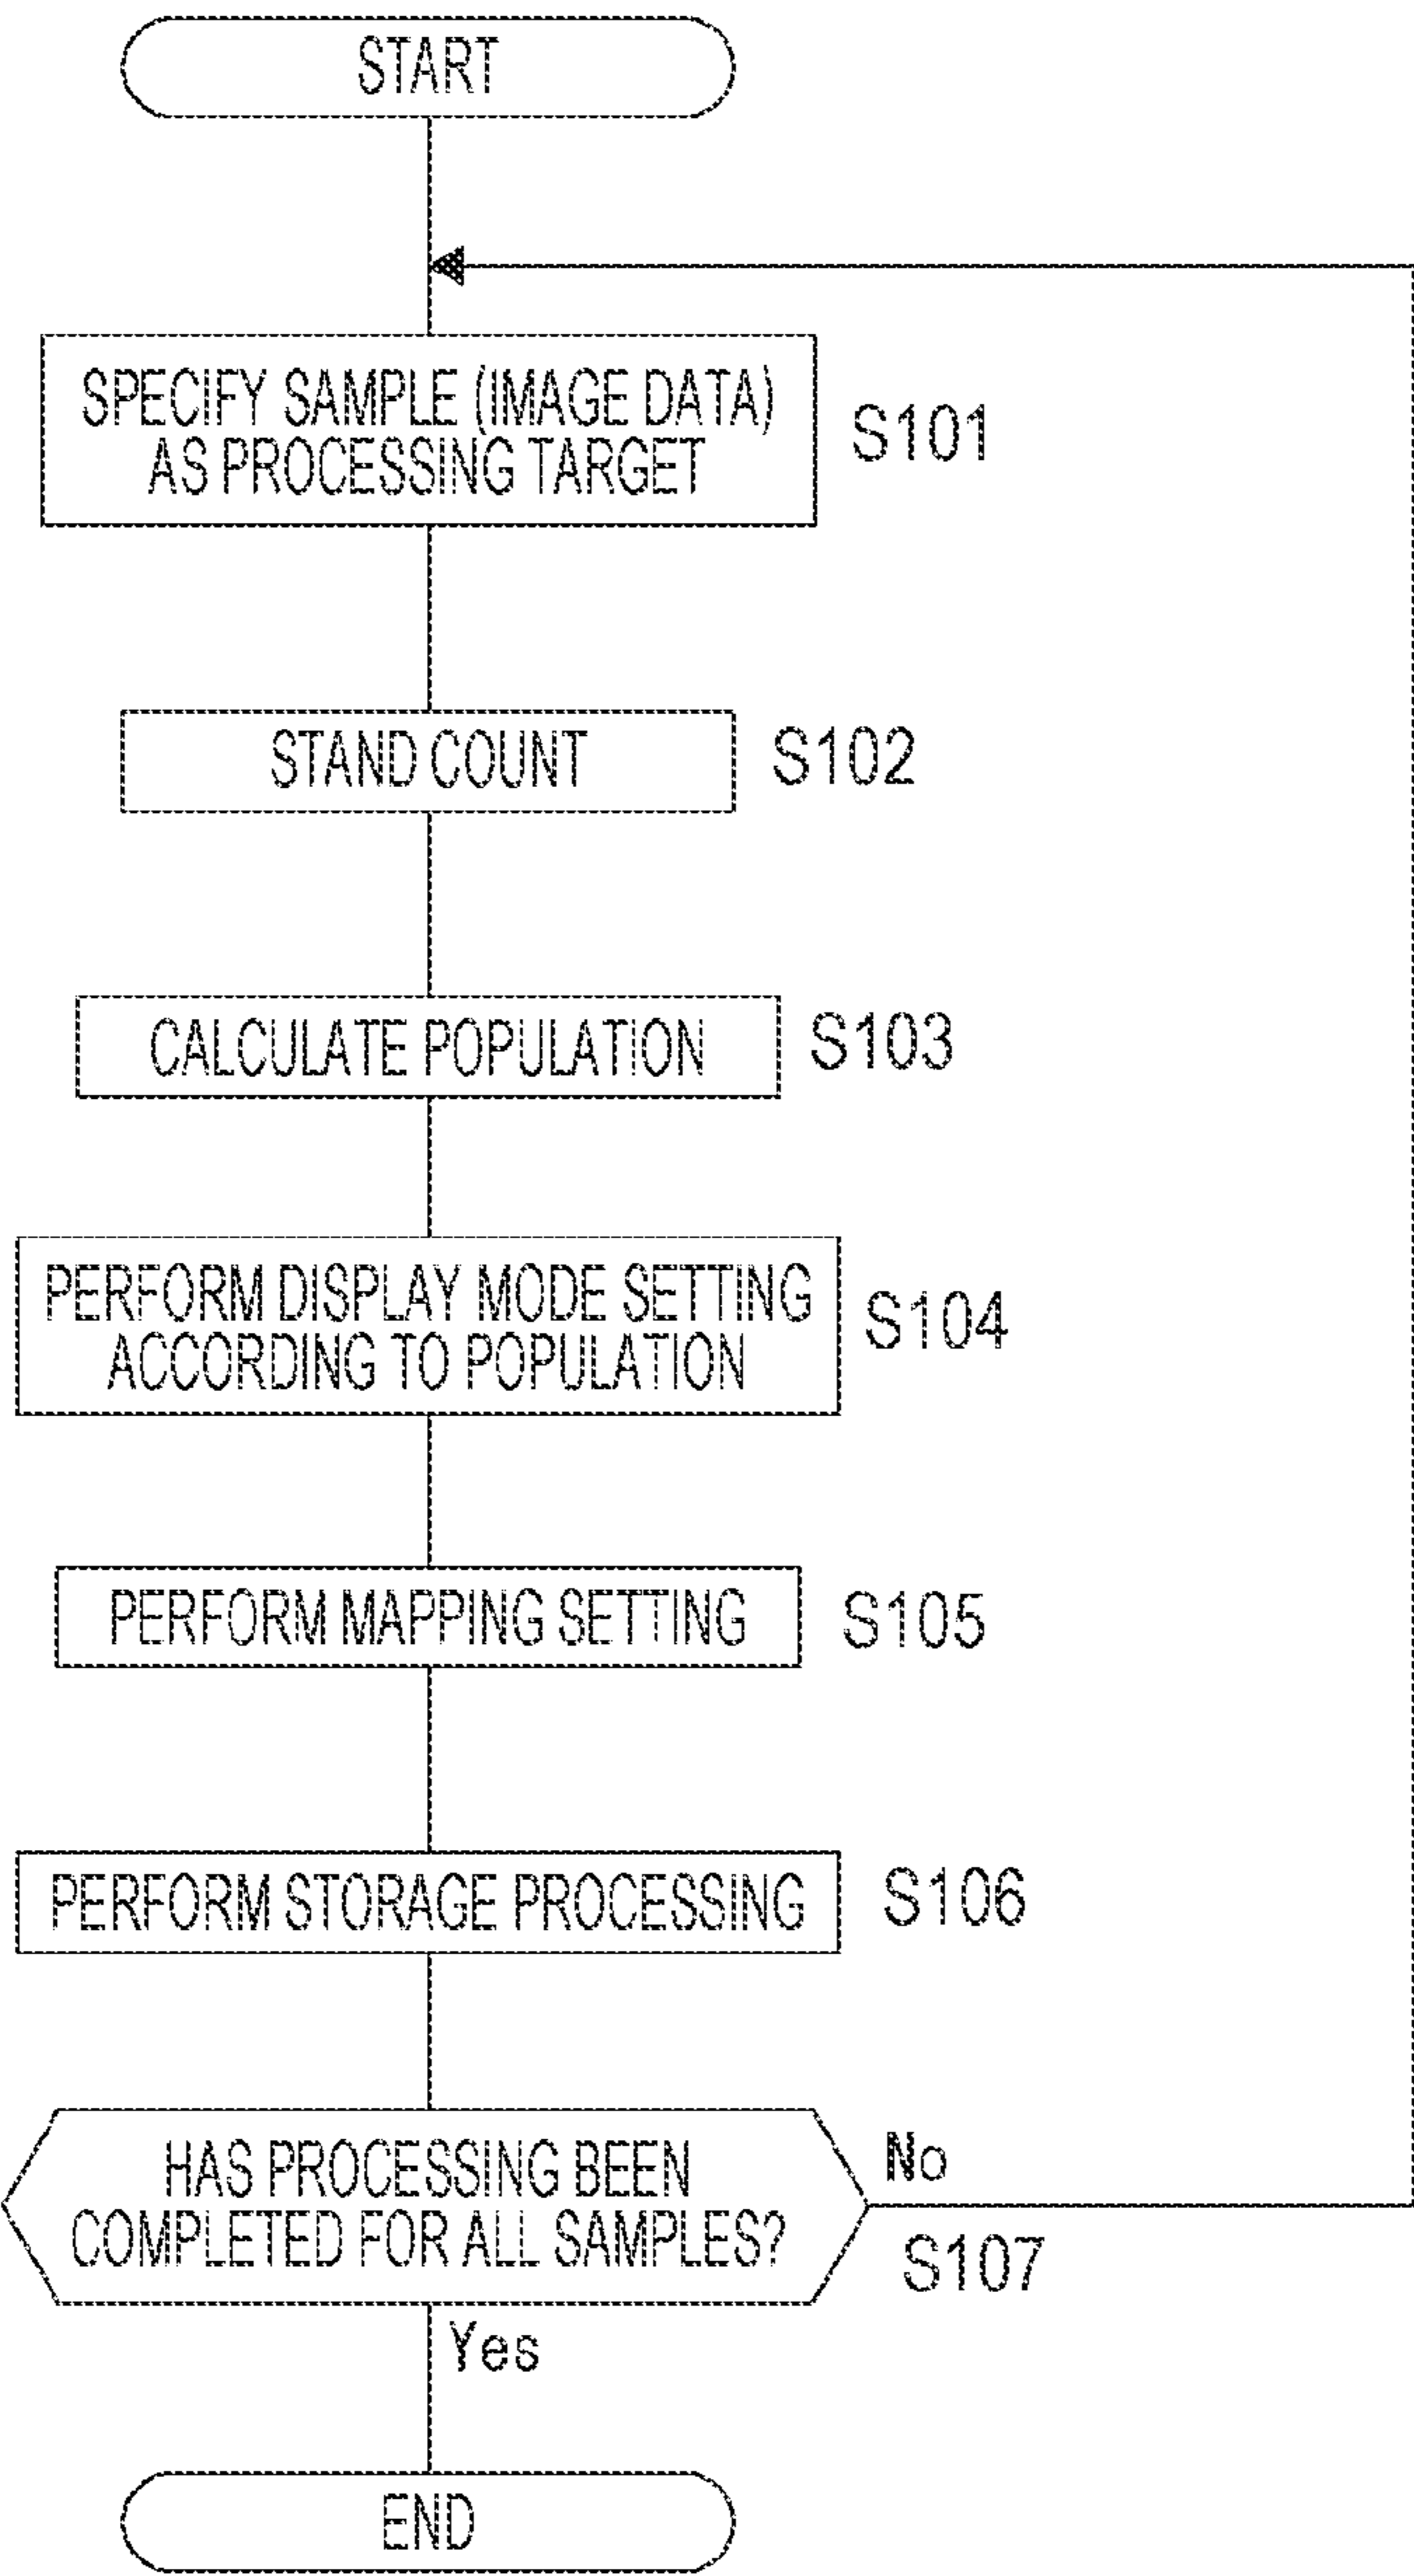 START
SPECIFY SAMPLE (IMAGE DATA)
AS PROCESSING TARGET
S101
STAND COUNT
S102
CALCULATE POPULATION
S103
PERFORM DISPLAY MODE SETTING
ACCORDING TO POPULATION
S104
PERFORM MAPPING SETTING
S105
PERFORM STORAGE PROCESSING
S106
HAS PROCESSING BEEN
COMPLETED FOR ALL SAMPLES?
No
S107
Yes
END